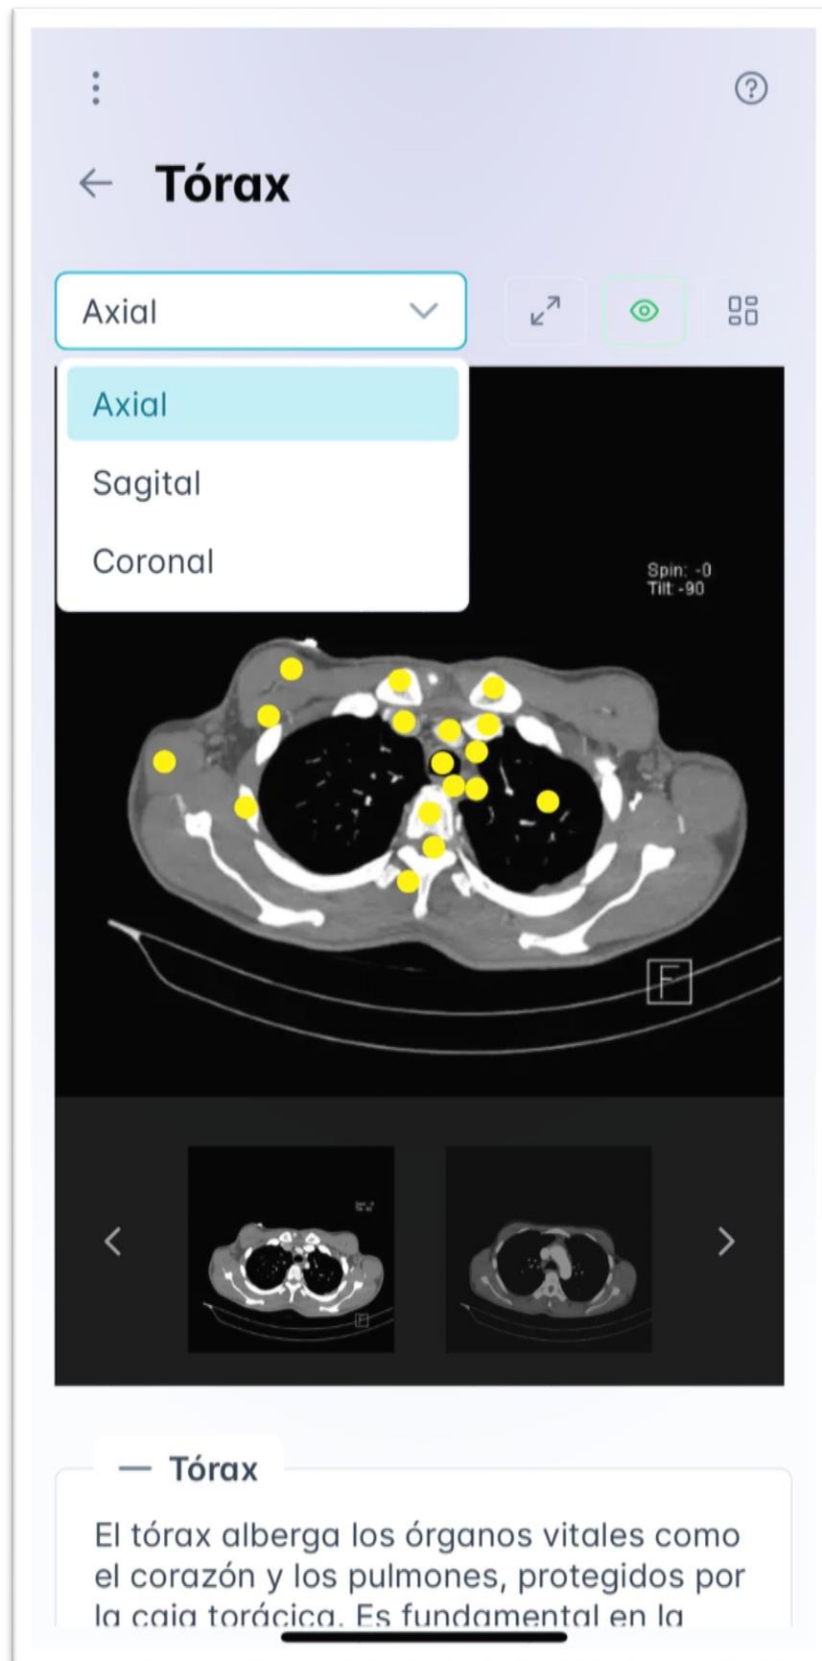 Tórax
Axial
Axial
Sagital
Coronal
Spin: -0
Tilt -90
F
Tórax
El tórax alberga los órganos vitales como
el corazón y los pulmones, protegidos por
la caja torácica. Es fundamental en la